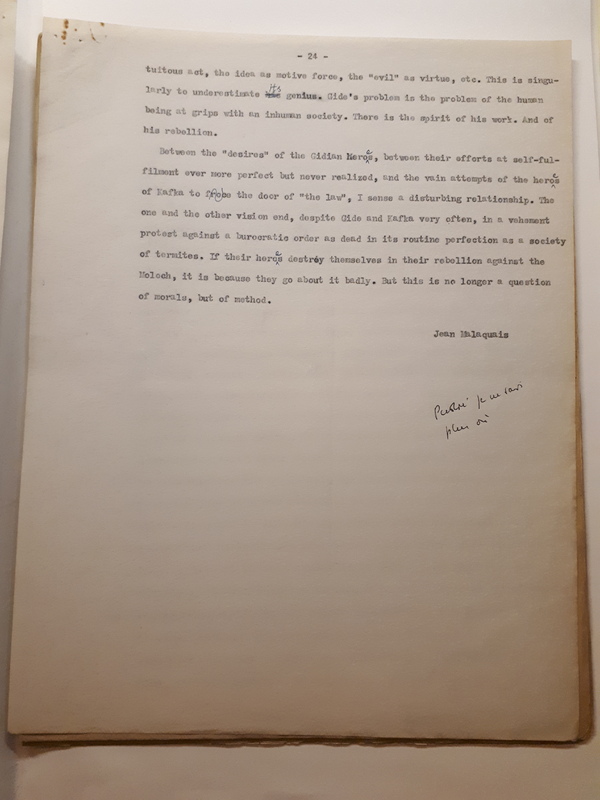 - 24 -
tuitous act, the idea as motive force, the "evil" as virtue, etc. This is singu-
larly to underestimate its genius. Gide's problem is the problem of the human
being at grips with an inhuman society. There is the spirit of his work. And of
his rebellion.
Between the "desires" of the Gidian Heroes, between their efforts at self-ful-
filment ever more perfect but never realized, and the vain attempts of the heroes
of Kafka to probe the door of "the law", I sense a disturbing relationship. The
one and the other vision end, despite Gide and Kafka very often, in a vehement
protest against a burocratic order as dead in its routine perfection as a society
of termites. If their heroes destroy themselves in their rebellion against the
Moloch, it is because they go about it badly. But this is no longer a question
of morals, but of method.
Jean Malaquais
Publié je ne sais
plus où